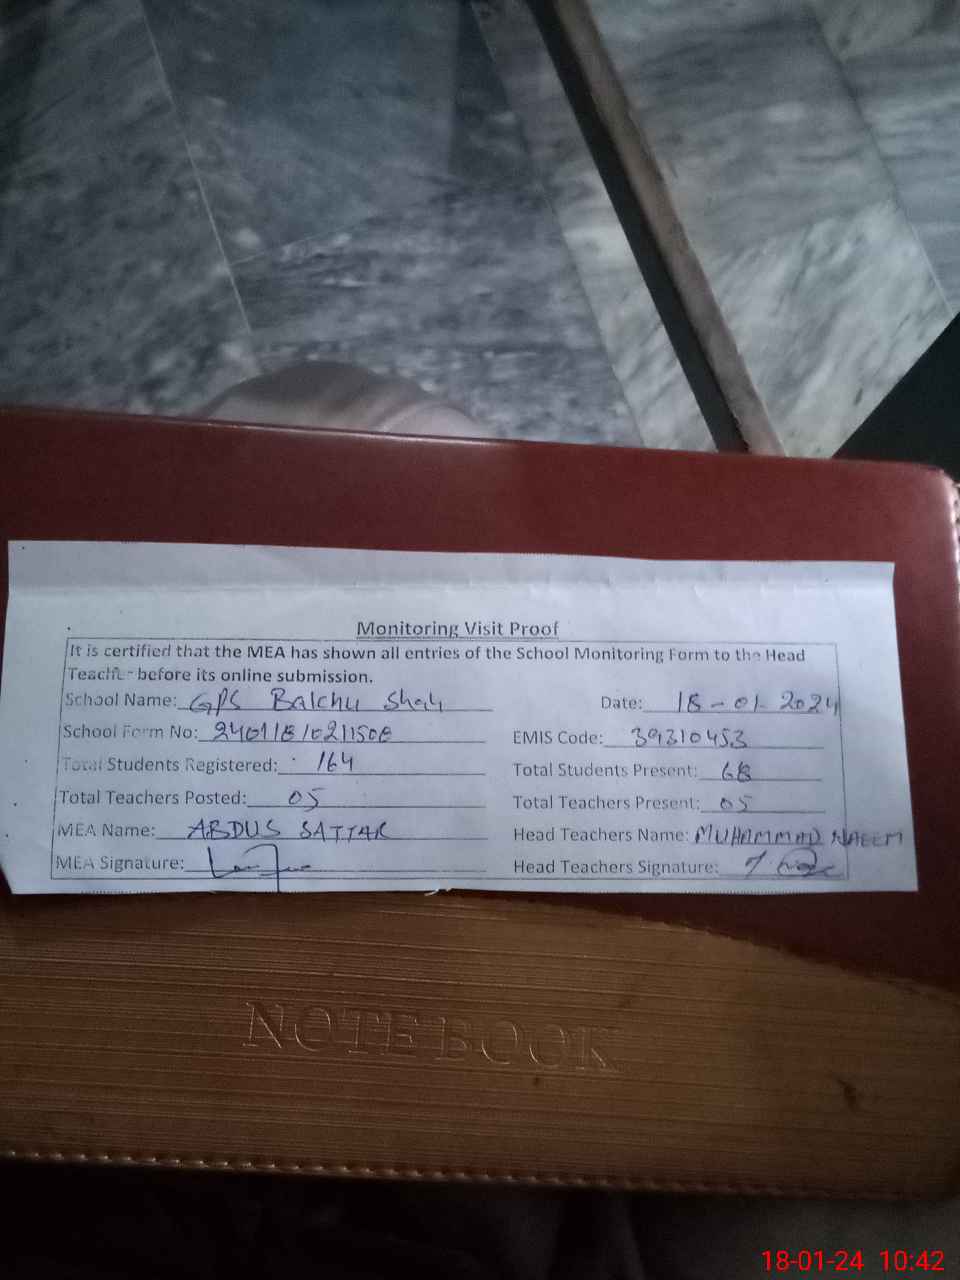 Monitoring Visit Proof
It is certified that the MEA has shown all entries of the School Monitoring Form to the Head
Teacher before its online submission.
School Name: GPS Balchu Shah Date: 18-01-2024
School Form No: EMIS Code: 39310453
Total Students Registered: 164 Total Students Present: 68
Total Teachers Posted: 05 Total Teachers Present: 05
MEA Name: ABDUS SATTAR Head Teachers Name: MUHAMMAD NAEEM
MEA Signature: Head Teachers Signature:
NOTEBOOK
18-01-24 10:42